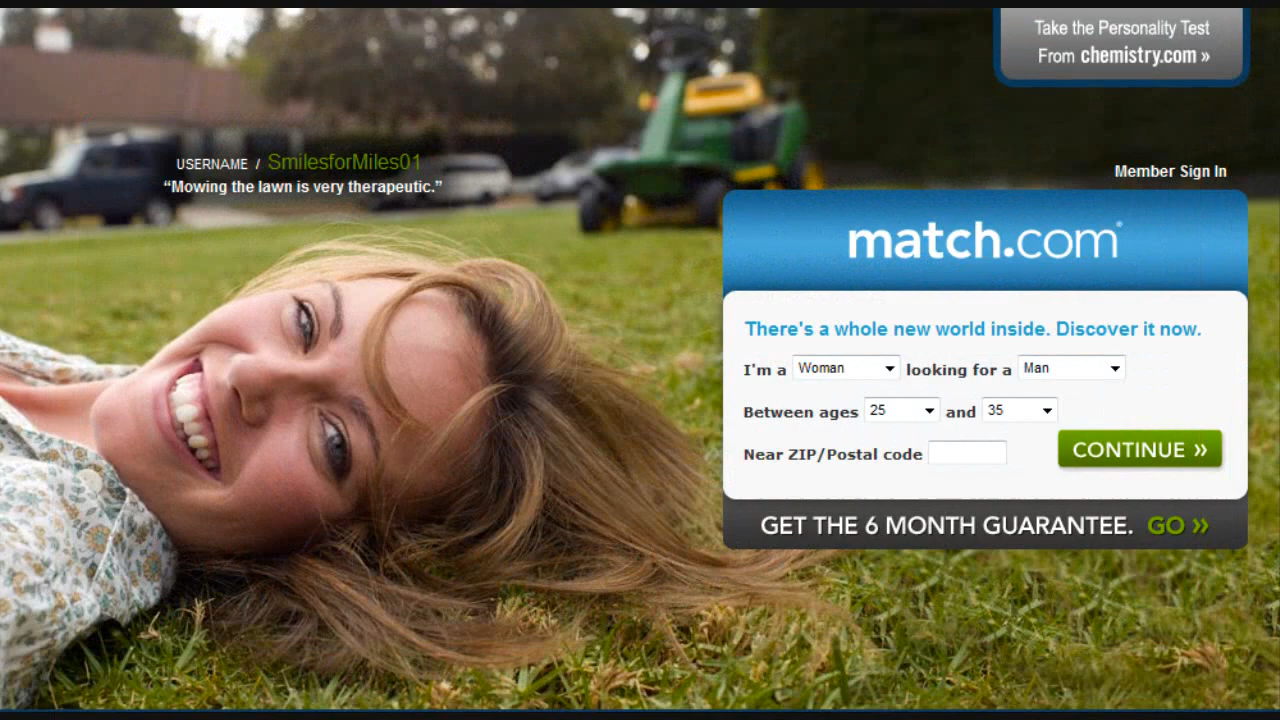 Take the Personality Test
From chemistry.com »
USERNAME / SmilesforMiles01
“Mowing the lawn is very therapeutic.”
Member Sign In
match.com®
There's a whole new world inside. Discover it now.
I'm a Woman looking for a Man
Between ages 25 and 35
Near ZIP/Postal code
CONTINUE »
GET THE 6 MONTH GUARANTEE. GO »